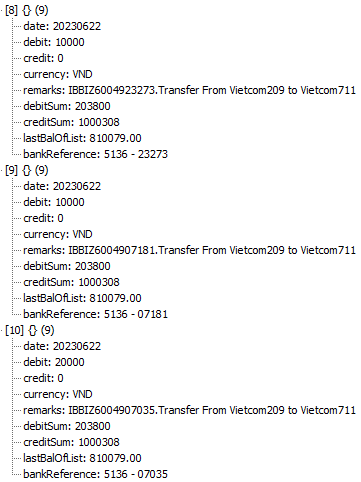 [8] {} (9)
date: 20230622
debit: 10000
credit: 0
currency: VND
remarks: IBBIZ6004923273.Transfer From Vietcom209 to Vietcom711
debitSum: 203800
creditSum: 1000308
lastBalOfList: 810079.00
bankReference: 5136 - 23273
[9] {} (9)
date: 20230622
debit: 10000
credit: 0
currency: VND
remarks: IBBIZ6004907181.Transfer From Vietcom209 to Vietcom711
debitSum: 203800
creditSum: 1000308
lastBalOfList: 810079.00
bankReference: 5136 - 07181
[10] {} (9)
date: 20230622
debit: 20000
credit: 0
currency: VND
remarks: IBBIZ6004907035.Transfer From Vietcom209 to Vietcom711
debitSum: 203800
creditSum: 1000308
lastBalOfList: 810079.00
bankReference: 5136 - 07035